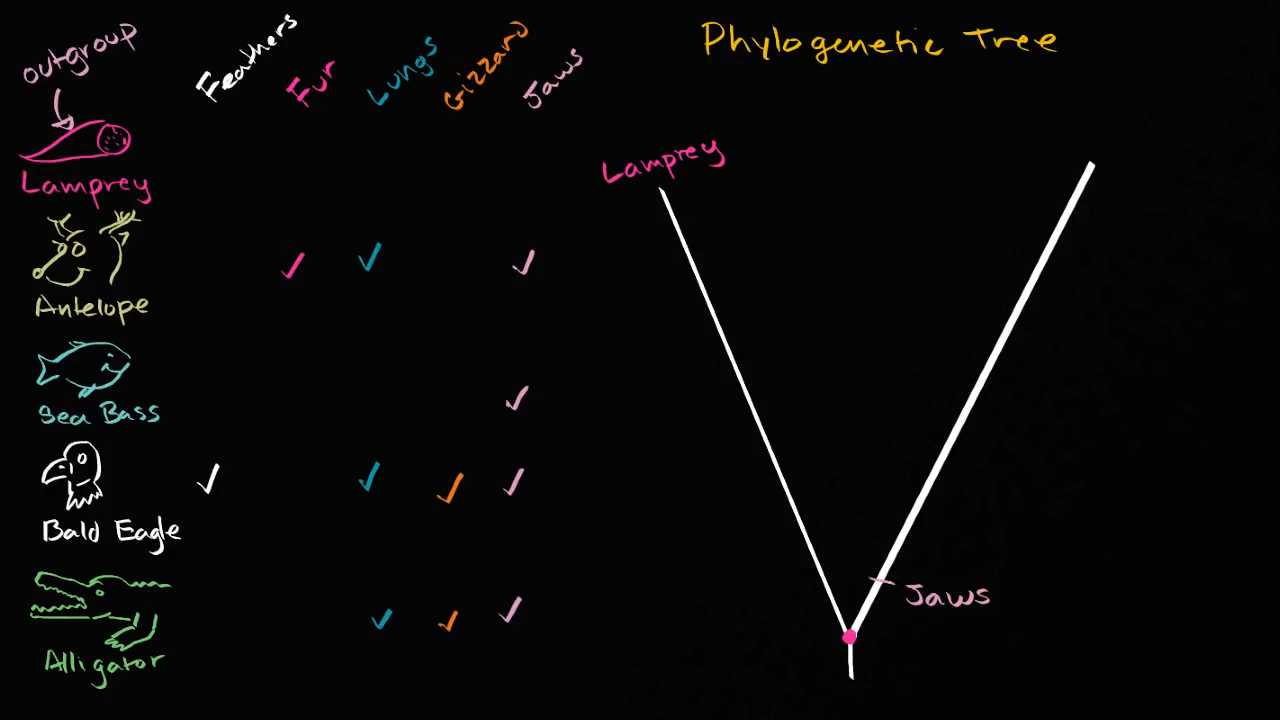 Phylogenetic Tree
outgroup
Feathers
Fur
Lungs
Gizzard
Jaws
Lamprey
Antelope
Sea Bass
Bald Eagle
Alligator
Lamprey
Jaws